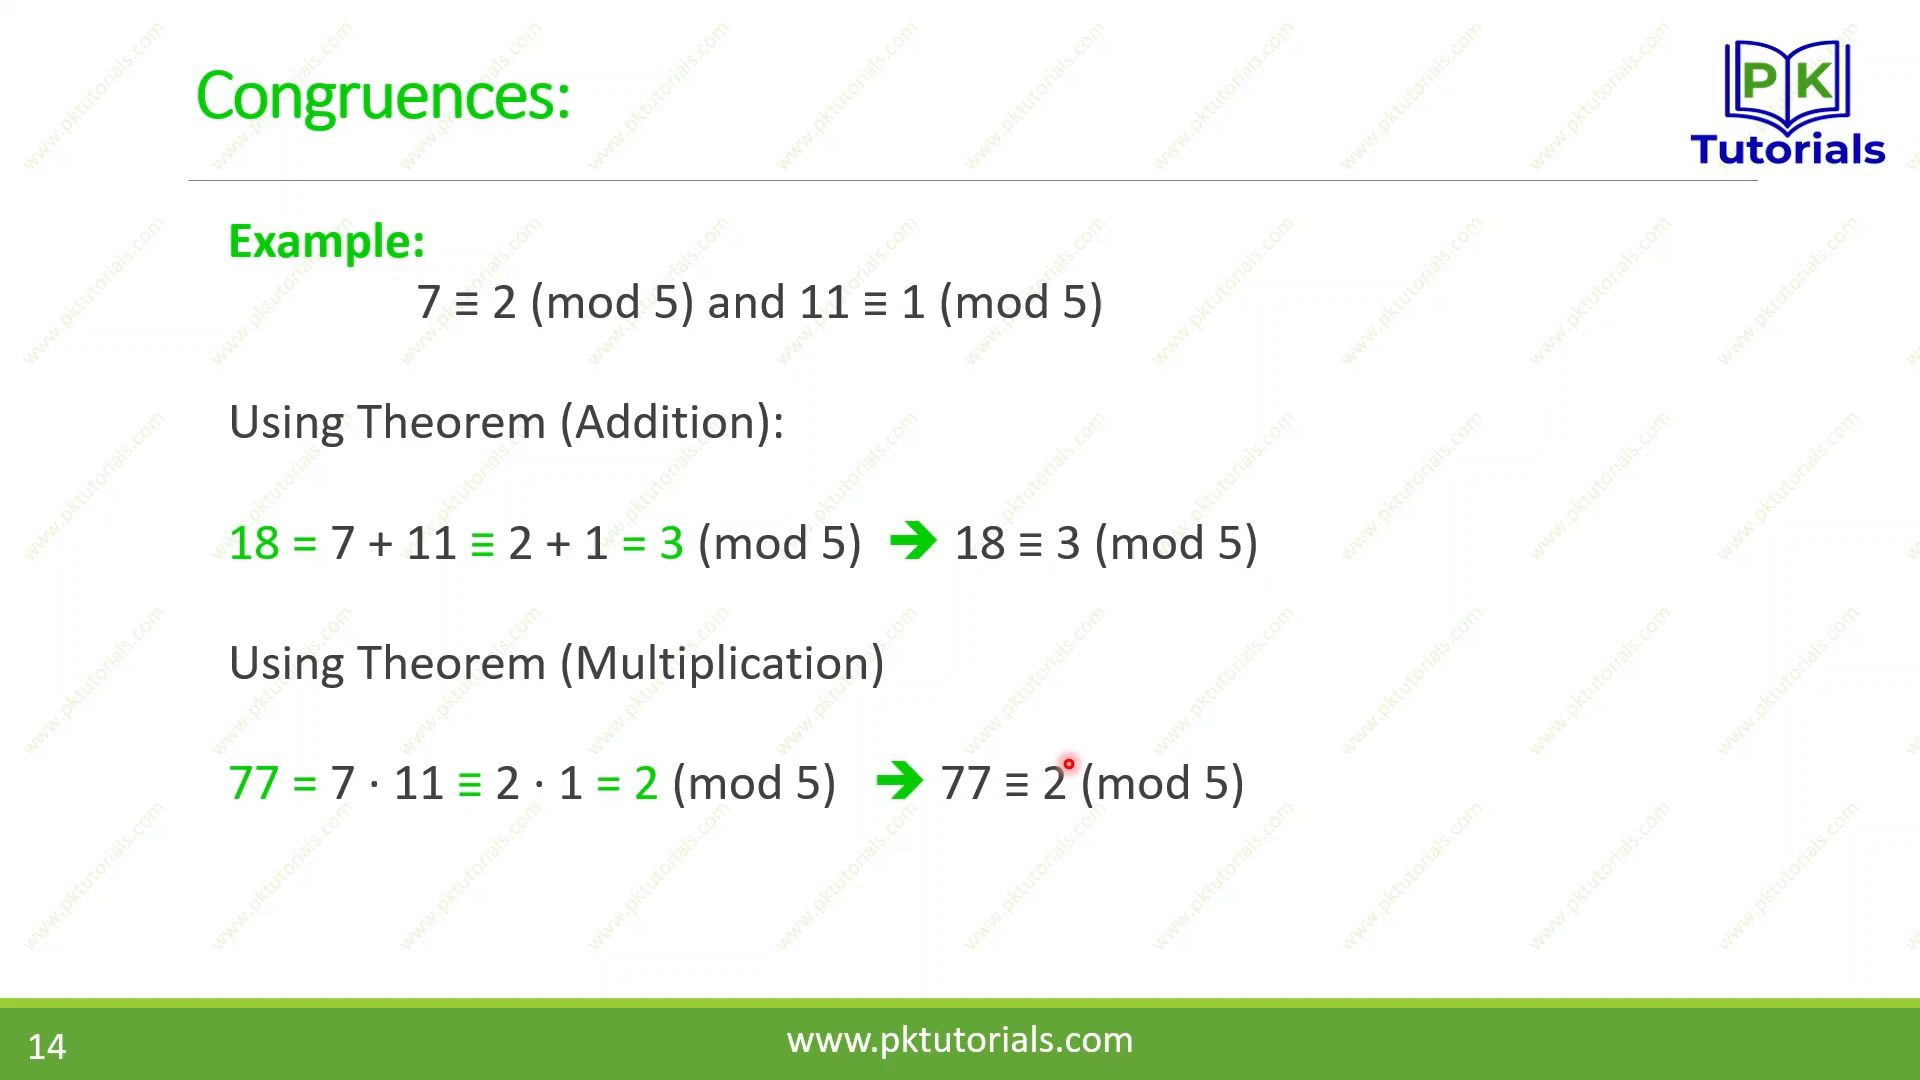 Congruences:
PK
Tutorials
Example:
7 ≡ 2 (mod 5) and 11 ≡ 1 (mod 5)
Using Theorem (Addition):
18 = 7 + 11 ≡ 2 + 1 = 3 (mod 5) ➔ 18 ≡ 3 (mod 5)
Using Theorem (Multiplication)
77 = 7 · 11 ≡ 2 · 1 = 2 (mod 5) ➔ 77 ≡ 2 (mod 5)
14
www.pktutorials.com